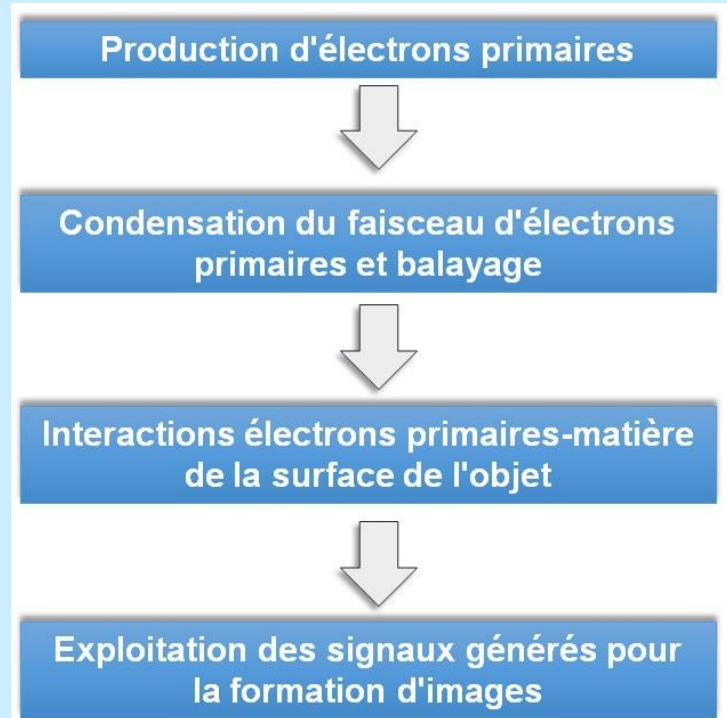 Production d'électrons primaires
Condensation du faisceau d'électrons
primaires et balayage
Interactions électrons primaires-matière
de la surface de l'objet
Exploitation des signaux générés pour
la formation d'images